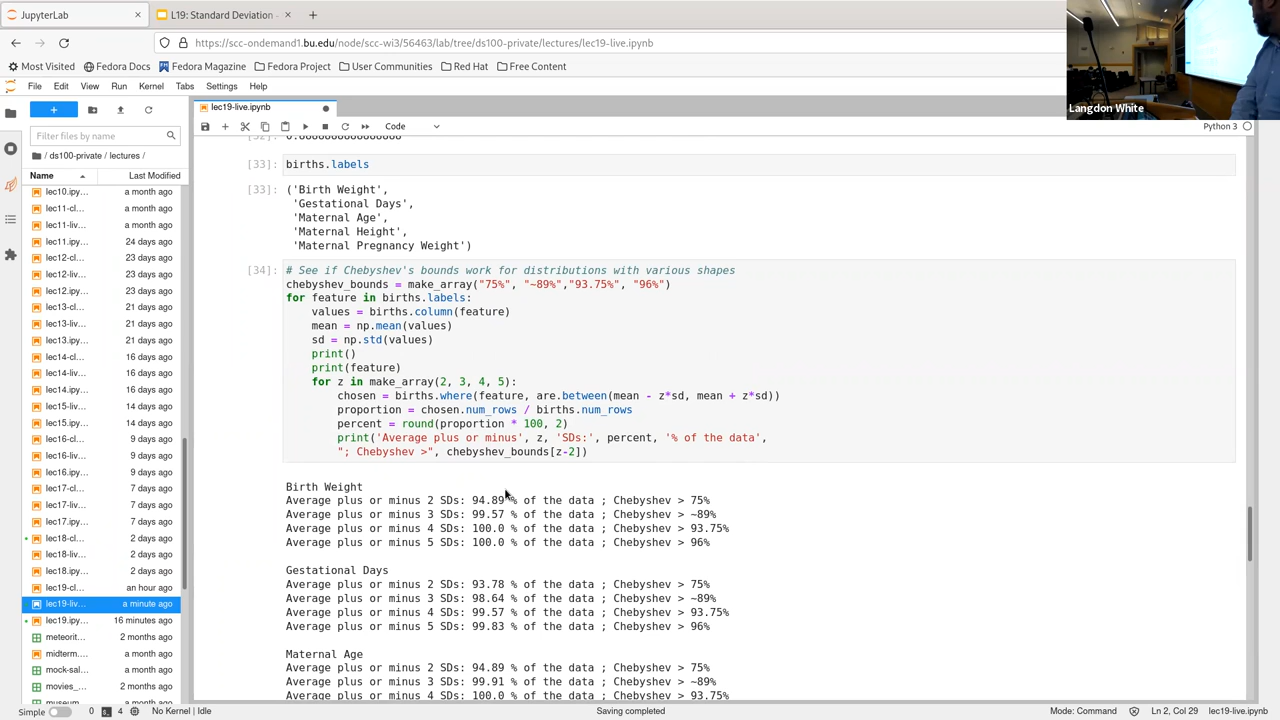 JupyterLab
L19: Standard Deviation -
https://scc-ondemand1.bu.edu/node/scc-wi3/56463/lab/tree/ds100-private/lectures/lec19-live.ipynb
Most Visited
Fedora Docs
Fedora Magazine
Fedora Project
User Communities
Red Hat
Free Content
File Edit View Run Kernel Tabs Settings Help
Langdon White
lec19-live.ipynb
Code
Python 3
Filter files by name
/ ds100-private / lectures /
Name Last Modified
lec10.ipy... a month ago
lec11-cl... a month ago
lec11-liv... a month ago
lec11.ipy... 24 days ago
lec12-cl... 23 days ago
lec12-liv... 23 days ago
lec12.ipy... 23 days ago
lec13-cl... 21 days ago
lec13-liv... 21 days ago
lec13.ipy... 21 days ago
lec14-cl... 16 days ago
lec14-liv... 16 days ago
lec14.ipy... 16 days ago
lec15-liv... 14 days ago
lec15.ipy... 14 days ago
lec16-cl... 9 days ago
lec16-liv... 9 days ago
lec16.ipy... 9 days ago
lec17-cl... 7 days ago
lec17-liv... 7 days ago
lec17.ipy... 7 days ago
lec18-cl... 2 days ago
lec18-liv... 2 days ago
lec18.ipy... 2 days ago
lec19-cl... an hour ago
lec19-liv... a minute ago
lec19.ipy... 16 minutes ago
meteorit... 2 months ago
midterm.... a month ago
mock-sal... a month ago
movies_... 2 months ago
museum... a month ago
[33]: births.labels
[33]: ('Birth Weight',
'Gestational Days',
'Maternal Age',
'Maternal Height',
'Maternal Pregnancy Weight')
[34]: # See if Chebyshev's bounds work for distributions with various shapes
chebyshev_bounds = make_array("75%", "~89%","93.75%", "96%")
for feature in births.labels:
values = births.column(feature)
mean = np.mean(values)
sd = np.std(values)
print()
print(feature)
for z in make_array(2, 3, 4, 5):
chosen = births.where(feature, are.between(mean - z*sd, mean + z*sd))
proportion = chosen.num_rows / births.num_rows
percent = round(proportion * 100, 2)
print('Average plus or minus', z, 'SDs:', percent, '% of the data',
"; Chebyshev >", chebyshev_bounds[z-2])
Birth Weight
Average plus or minus 2 SDs: 94.89 % of the data ; Chebyshev > 75%
Average plus or minus 3 SDs: 99.57 % of the data ; Chebyshev > ~89%
Average plus or minus 4 SDs: 100.0 % of the data ; Chebyshev > 93.75%
Average plus or minus 5 SDs: 100.0 % of the data ; Chebyshev > 96%
Gestational Days
Average plus or minus 2 SDs: 93.78 % of the data ; Chebyshev > 75%
Average plus or minus 3 SDs: 98.64 % of the data ; Chebyshev > ~89%
Average plus or minus 4 SDs: 99.57 % of the data ; Chebyshev > 93.75%
Average plus or minus 5 SDs: 99.83 % of the data ; Chebyshev > 96%
Maternal Age
Average plus or minus 2 SDs: 94.89 % of the data ; Chebyshev > 75%
Average plus or minus 3 SDs: 99.91 % of the data ; Chebyshev > ~89%
Average plus or minus 4 SDs: 100.0 % of the data ; Chebyshev > 93.75%
Simple 0 4 No Kernel | Idle Saving completed Mode: Command Ln 2, Col 29 lec19-live.ipynb